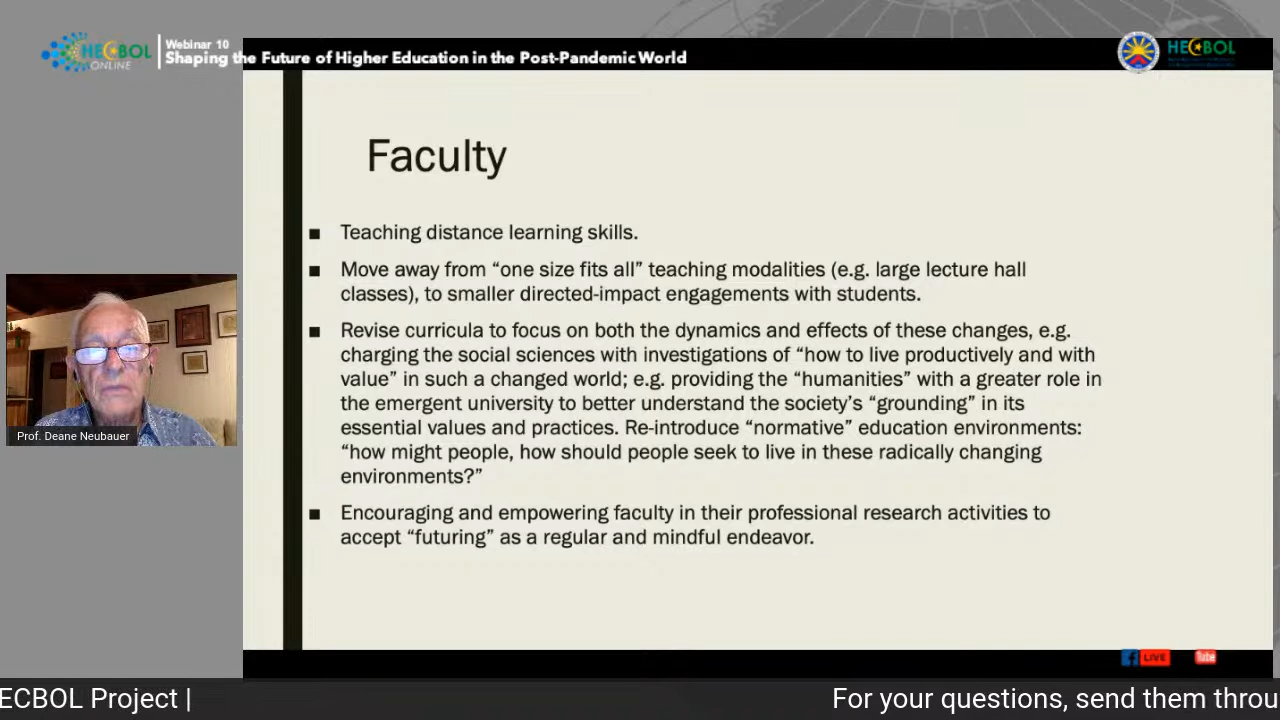 HECBOL
ONLINE
Webinar 10
Shaping the Future of Higher Education in the Post-Pandemic World
HECBOL
Faculty
■ Teaching distance learning skills.
■ Move away from “one size fits all” teaching modalities (e.g. large lecture hall
classes), to smaller directed-impact engagements with students.
■ Revise curricula to focus on both the dynamics and effects of these changes, e.g.
charging the social sciences with investigations of “how to live productively and with
value” in such a changed world; e.g. providing the “humanities” with a greater role in
the emergent university to better understand the society’s “grounding” in its
essential values and practices. Re-introduce “normative” education environments:
“how might people, how should people seek to live in these radically changing
environments?”
■ Encouraging and empowering faculty in their professional research activities to
accept “futuring” as a regular and mindful endeavor.
Prof. Deane Neubauer
LIVE
Tube
ECBOL Project |
For your questions, send them throu